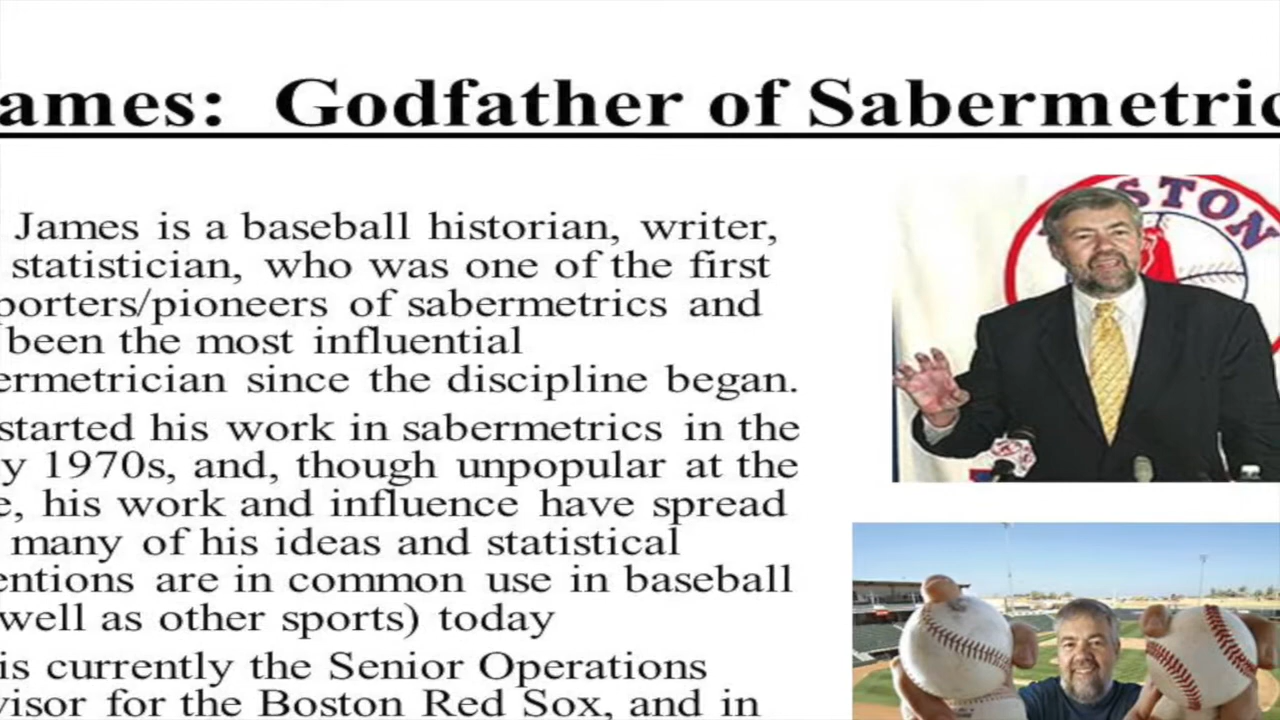 ames: Godfather of Sabermetric
James is a baseball historian, writer,
statistician, who was one of the first
porters/pioneers of sabermetrics and
been the most influential
ermetrician since the discipline began.
started his work in sabermetrics in the
y 1970s, and, though unpopular at the
e, his work and influence have spread
many of his ideas and statistical
entions are in common use in baseball
well as other sports) today
is currently the Senior Operations
visor for the Boston Red Sox, and in
STON